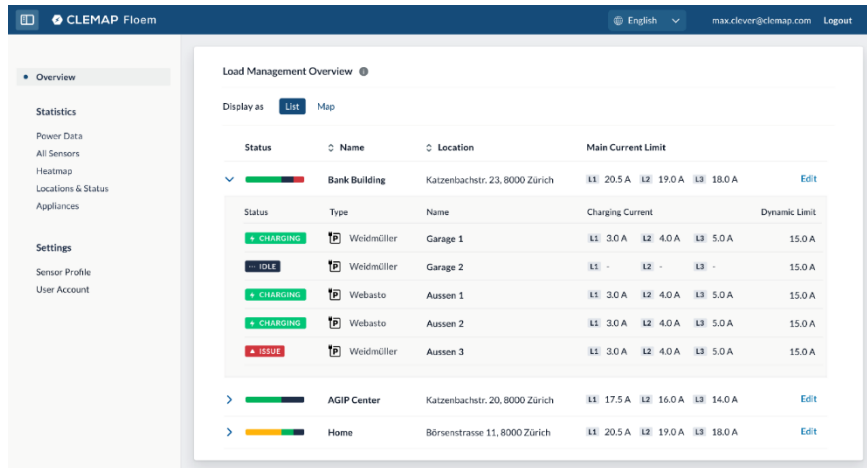 CLEMAP Floem English max.clever@clemap.com Logout
Overview
Statistics
Power Data
All Sensors
Heatmap
Locations & Status
Appliances
Settings
Sensor Profile
User Account
Load Management Overview
Display as List Map
Status Name Location Main Current Limit
Bank Building Katzenbachstr. 23, 8000 Zürich L1 20.5 A L2 19.0 A L3 18.0 A Edit
Status Type Name Charging Current Dynamic Limit
CHARGING Weidmüller Garage 1 L1 3.0 A L2 4.0 A L3 5.0 A 15.0 A
IDLE Weidmüller Garage 2 L1 - L2 - L3 - 15.0 A
CHARGING Webasto Aussen 1 L1 3.0 A L2 4.0 A L3 5.0 A 15.0 A
CHARGING Webasto Aussen 2 L1 3.0 A L2 4.0 A L3 5.0 A 15.0 A
ISSUE Weidmüller Aussen 3 L1 3.0 A L2 4.0 A L3 5.0 A 15.0 A
AGIP Center Katzenbachstr. 20, 8000 Zürich L1 17.5 A L2 16.0 A L3 14.0 A Edit
Home Börsenstrasse 11, 8000 Zürich L1 20.5 A L2 19.0 A L3 18.0 A Edit